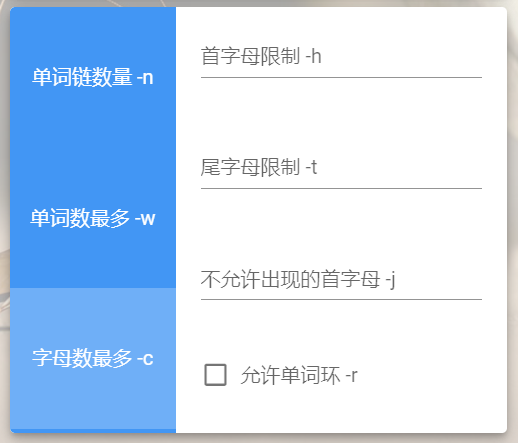 单词链数量 -n
单词数最多 -w
字母数最多 -c
首字母限制 -h
尾字母限制 -t
不允许出现的首字母 -j
允许单词环 -r